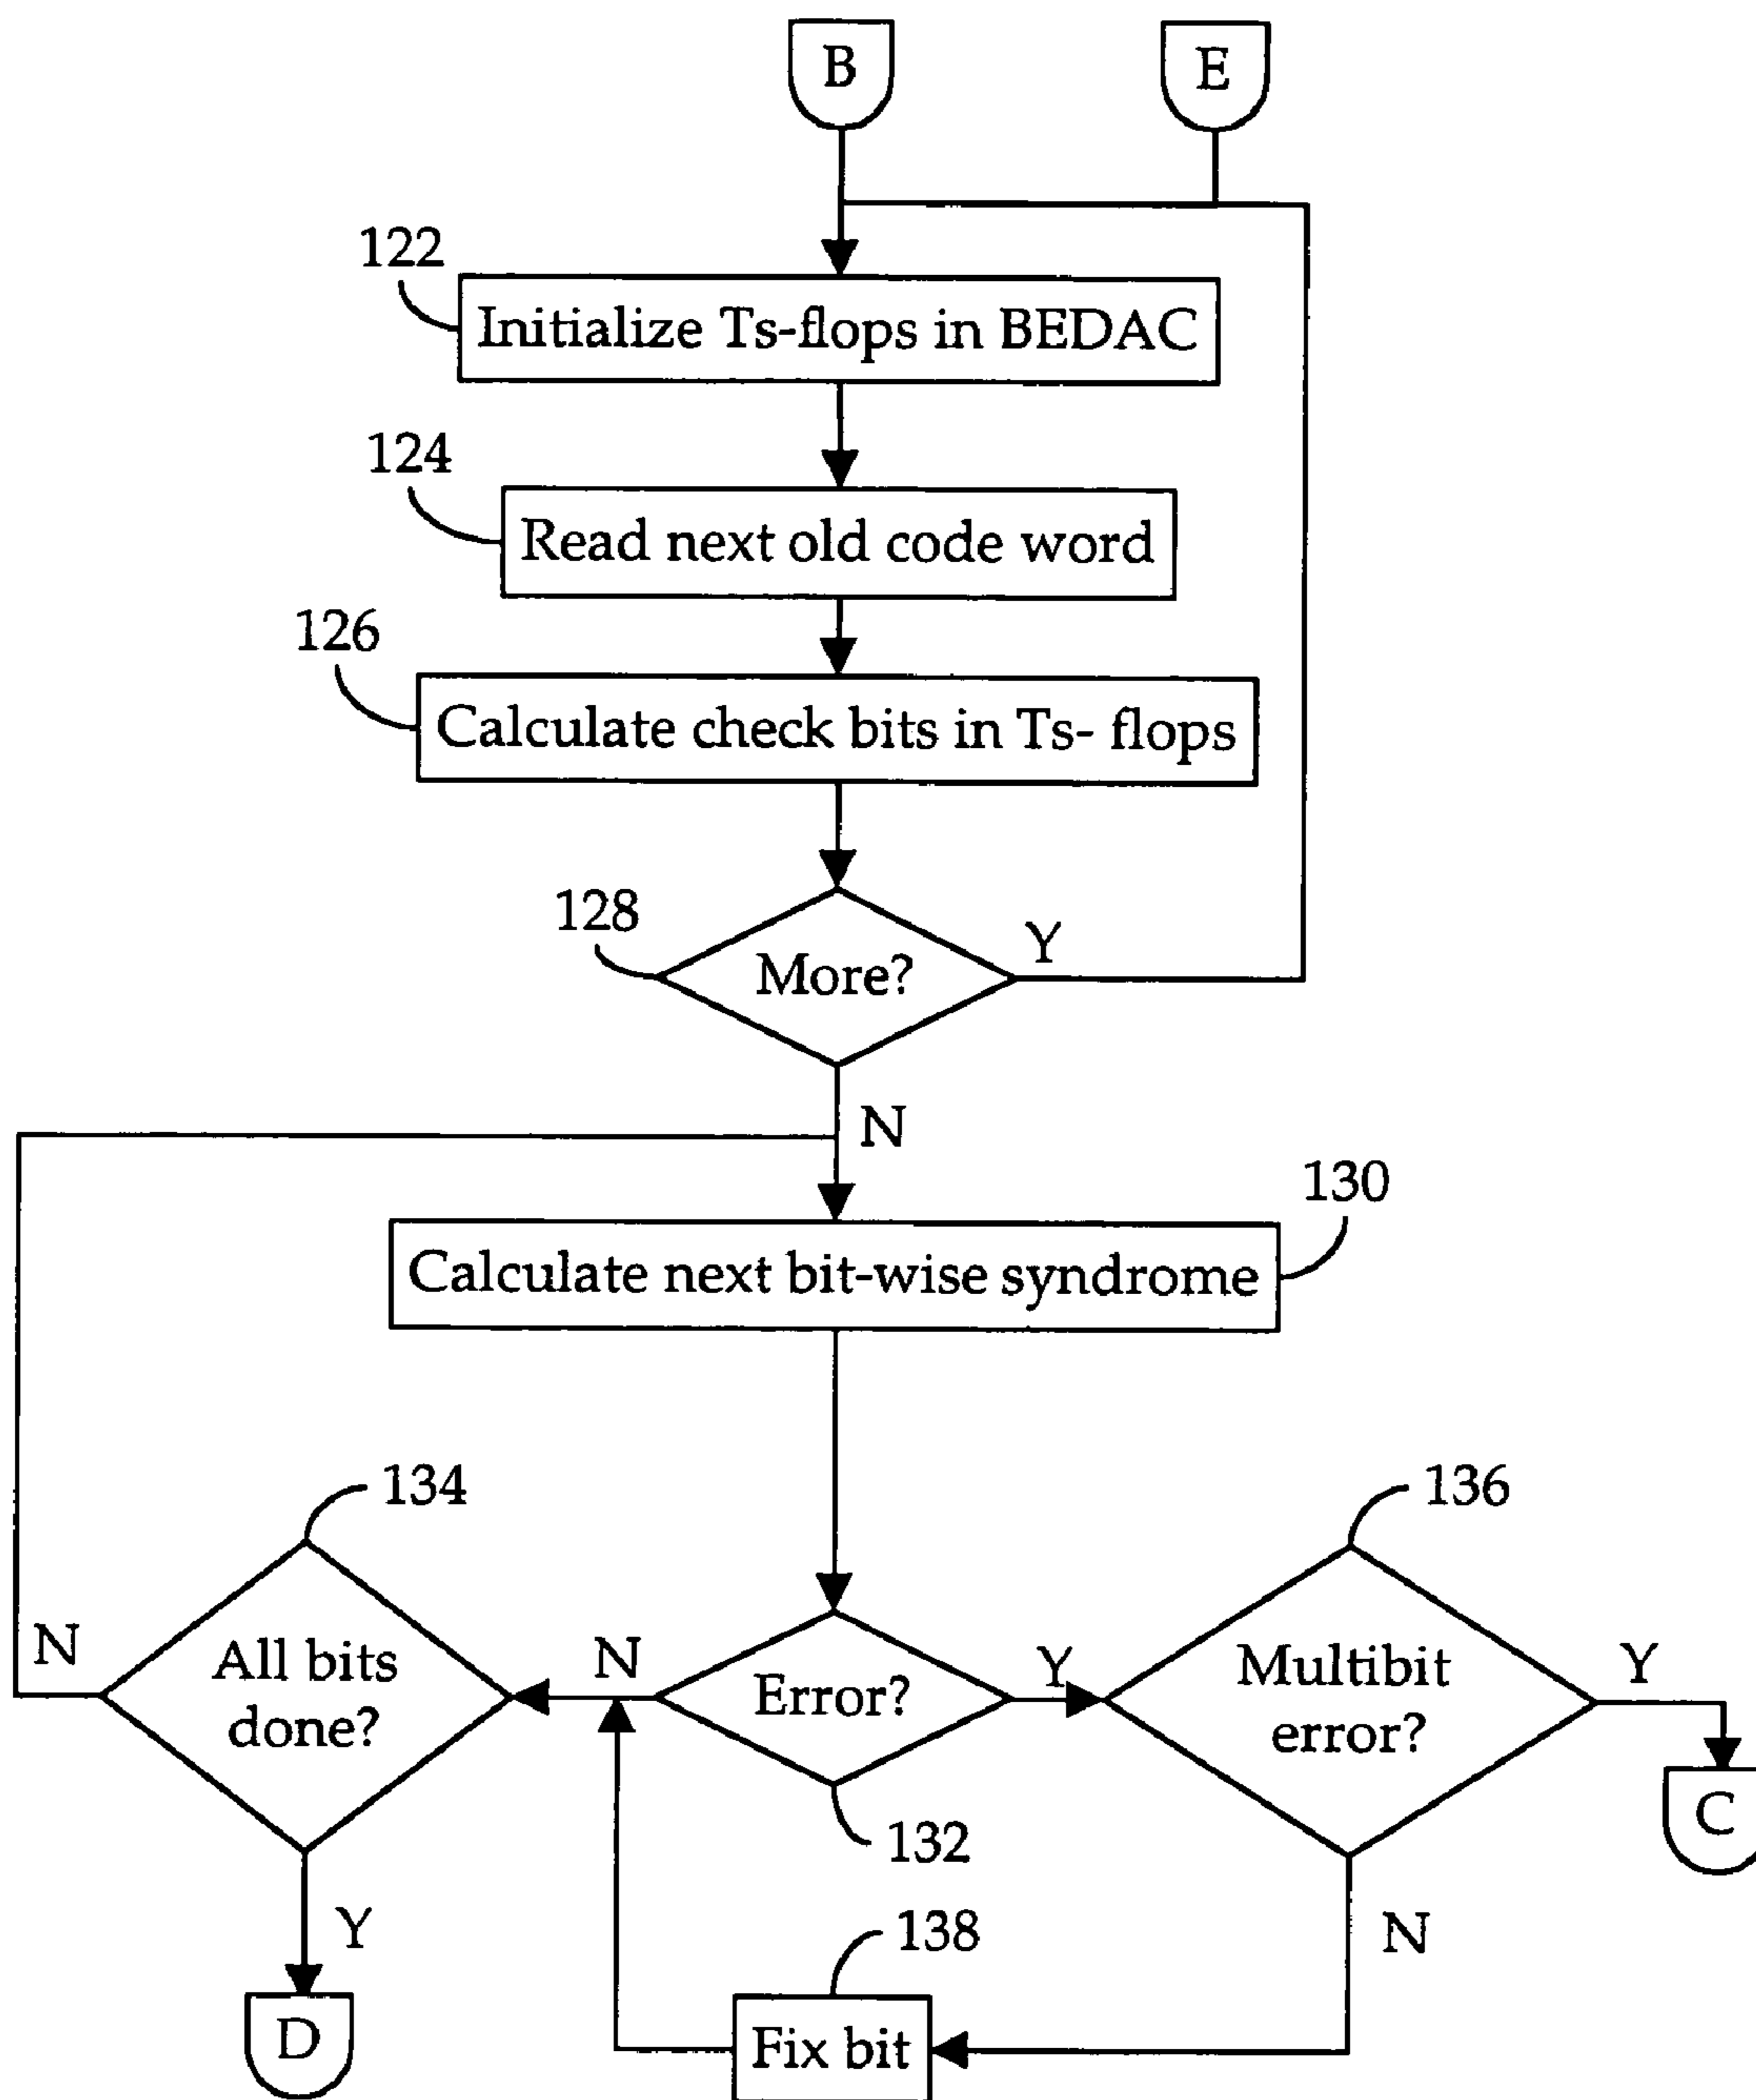 B
E
122
Initialize Ts-flops in BEDAC
124
Read next old code word
126
Calculate check bits in Ts- flops
128
More?
Y
N
130
Calculate next bit-wise syndrome
134
136
N
All bits
done?
N
Error?
Y
Multibit
error?
Y
C
132
Y
138
N
D
Fix bit